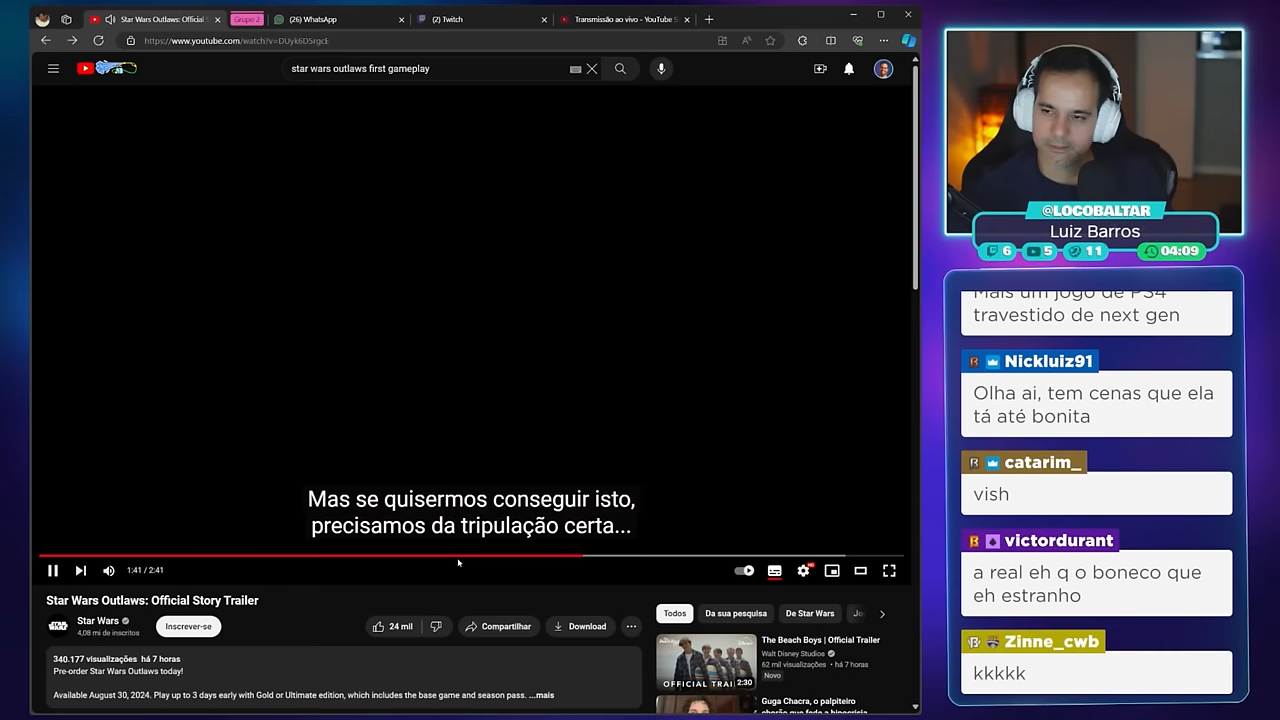 Star Wars Outlaws: Official S
Grupo 2
(26) WhatsApp
(2) Twitch
Transmissão ao vivo - YouTube S
https://www.youtube.com/watch?v=DUyk6D5rgcE
star wars outlaws first gameplay
Mas se quisermos conseguir isto,
precisamos da tripulação certa...
1:41 / 2:41
Star Wars Outlaws: Official Story Trailer
Star Wars
4,08 mi de inscritos
Inscrever-se
24 mil
Compartilhar
Download
340.177 visualizações há 7 horas
Pre-order Star Wars Outlaws today!
Available August 30, 2024. Play up to 3 days early with Gold or Ultimate edition, which includes the base game and season pass. ...mais
Todos
Da sua pesquisa
De Star Wars
Jo
The Beach Boys | Official Trailer
Walt Disney Studios
62 mil visualizações • há 7 horas
Novo
OFFICIAL TRAI
2:30
Guga Chacra, o palpiteiro
chorão que fede a hipocrisia
@LOCOBALTAR
Luiz Barros
6
5
11
04:09
Mais um jogo de PS4
travestido de next gen
Nickluiz91
Olha ai, tem cenas que ela
tá até bonita
catarim_
vish
victordurant
a real eh q o boneco que
eh estranho
Zinne_cwb
kkkkk